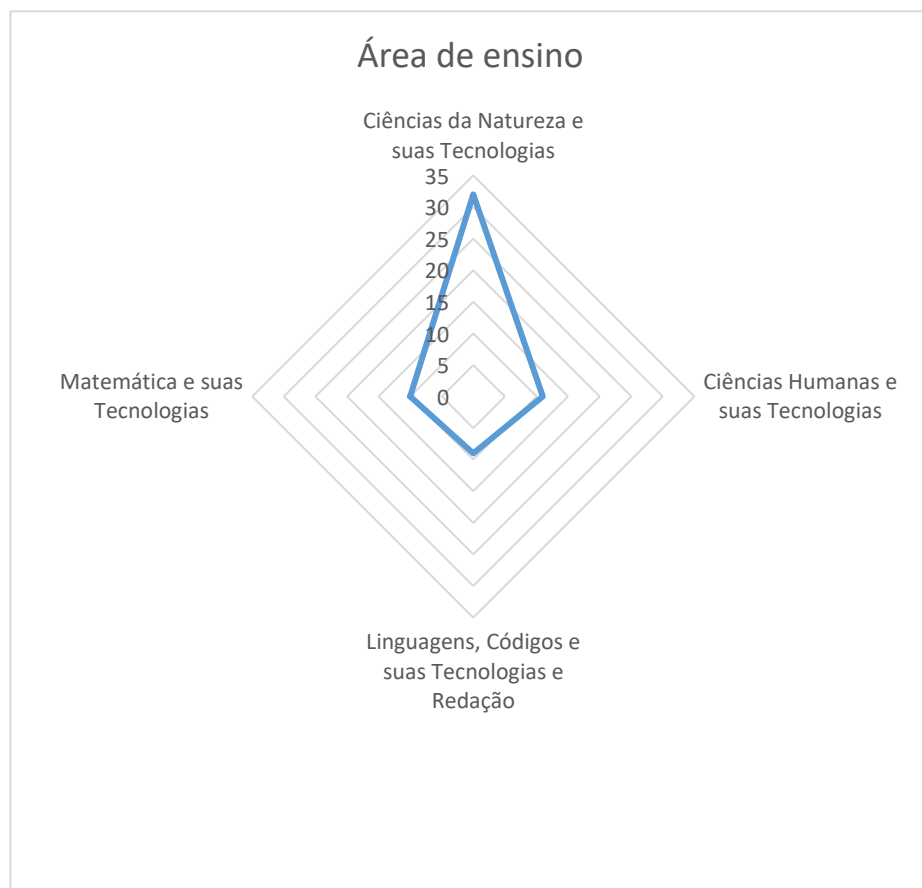 Área de ensino
Ciências da Natureza e
suas Tecnologias
35
30
25
20
15
10
5
0
Matemática e suas
Tecnologias
Ciências Humanas e
suas Tecnologias
Linguagens, Códigos e
suas Tecnologias e
Redação